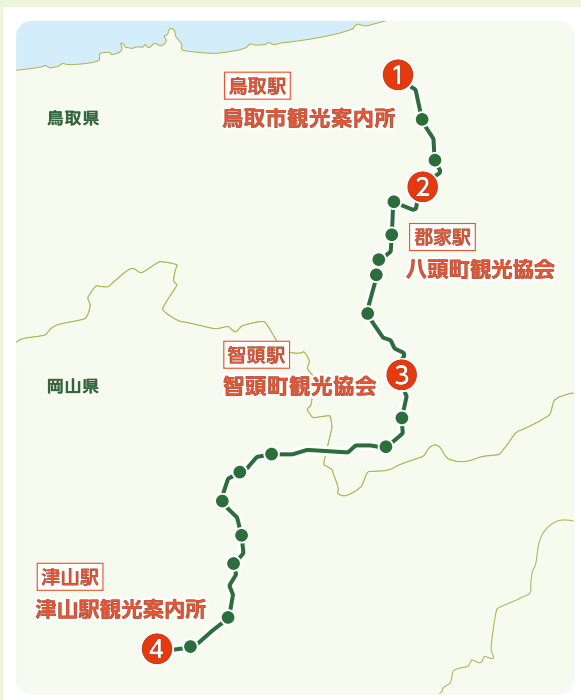 1
鳥取駅
鳥取市観光案内所
鳥取県
2
郡家駅
八頭町観光協会
智頭駅
3
智頭町観光協会
岡山県
津山駅
津山駅観光案内所
4